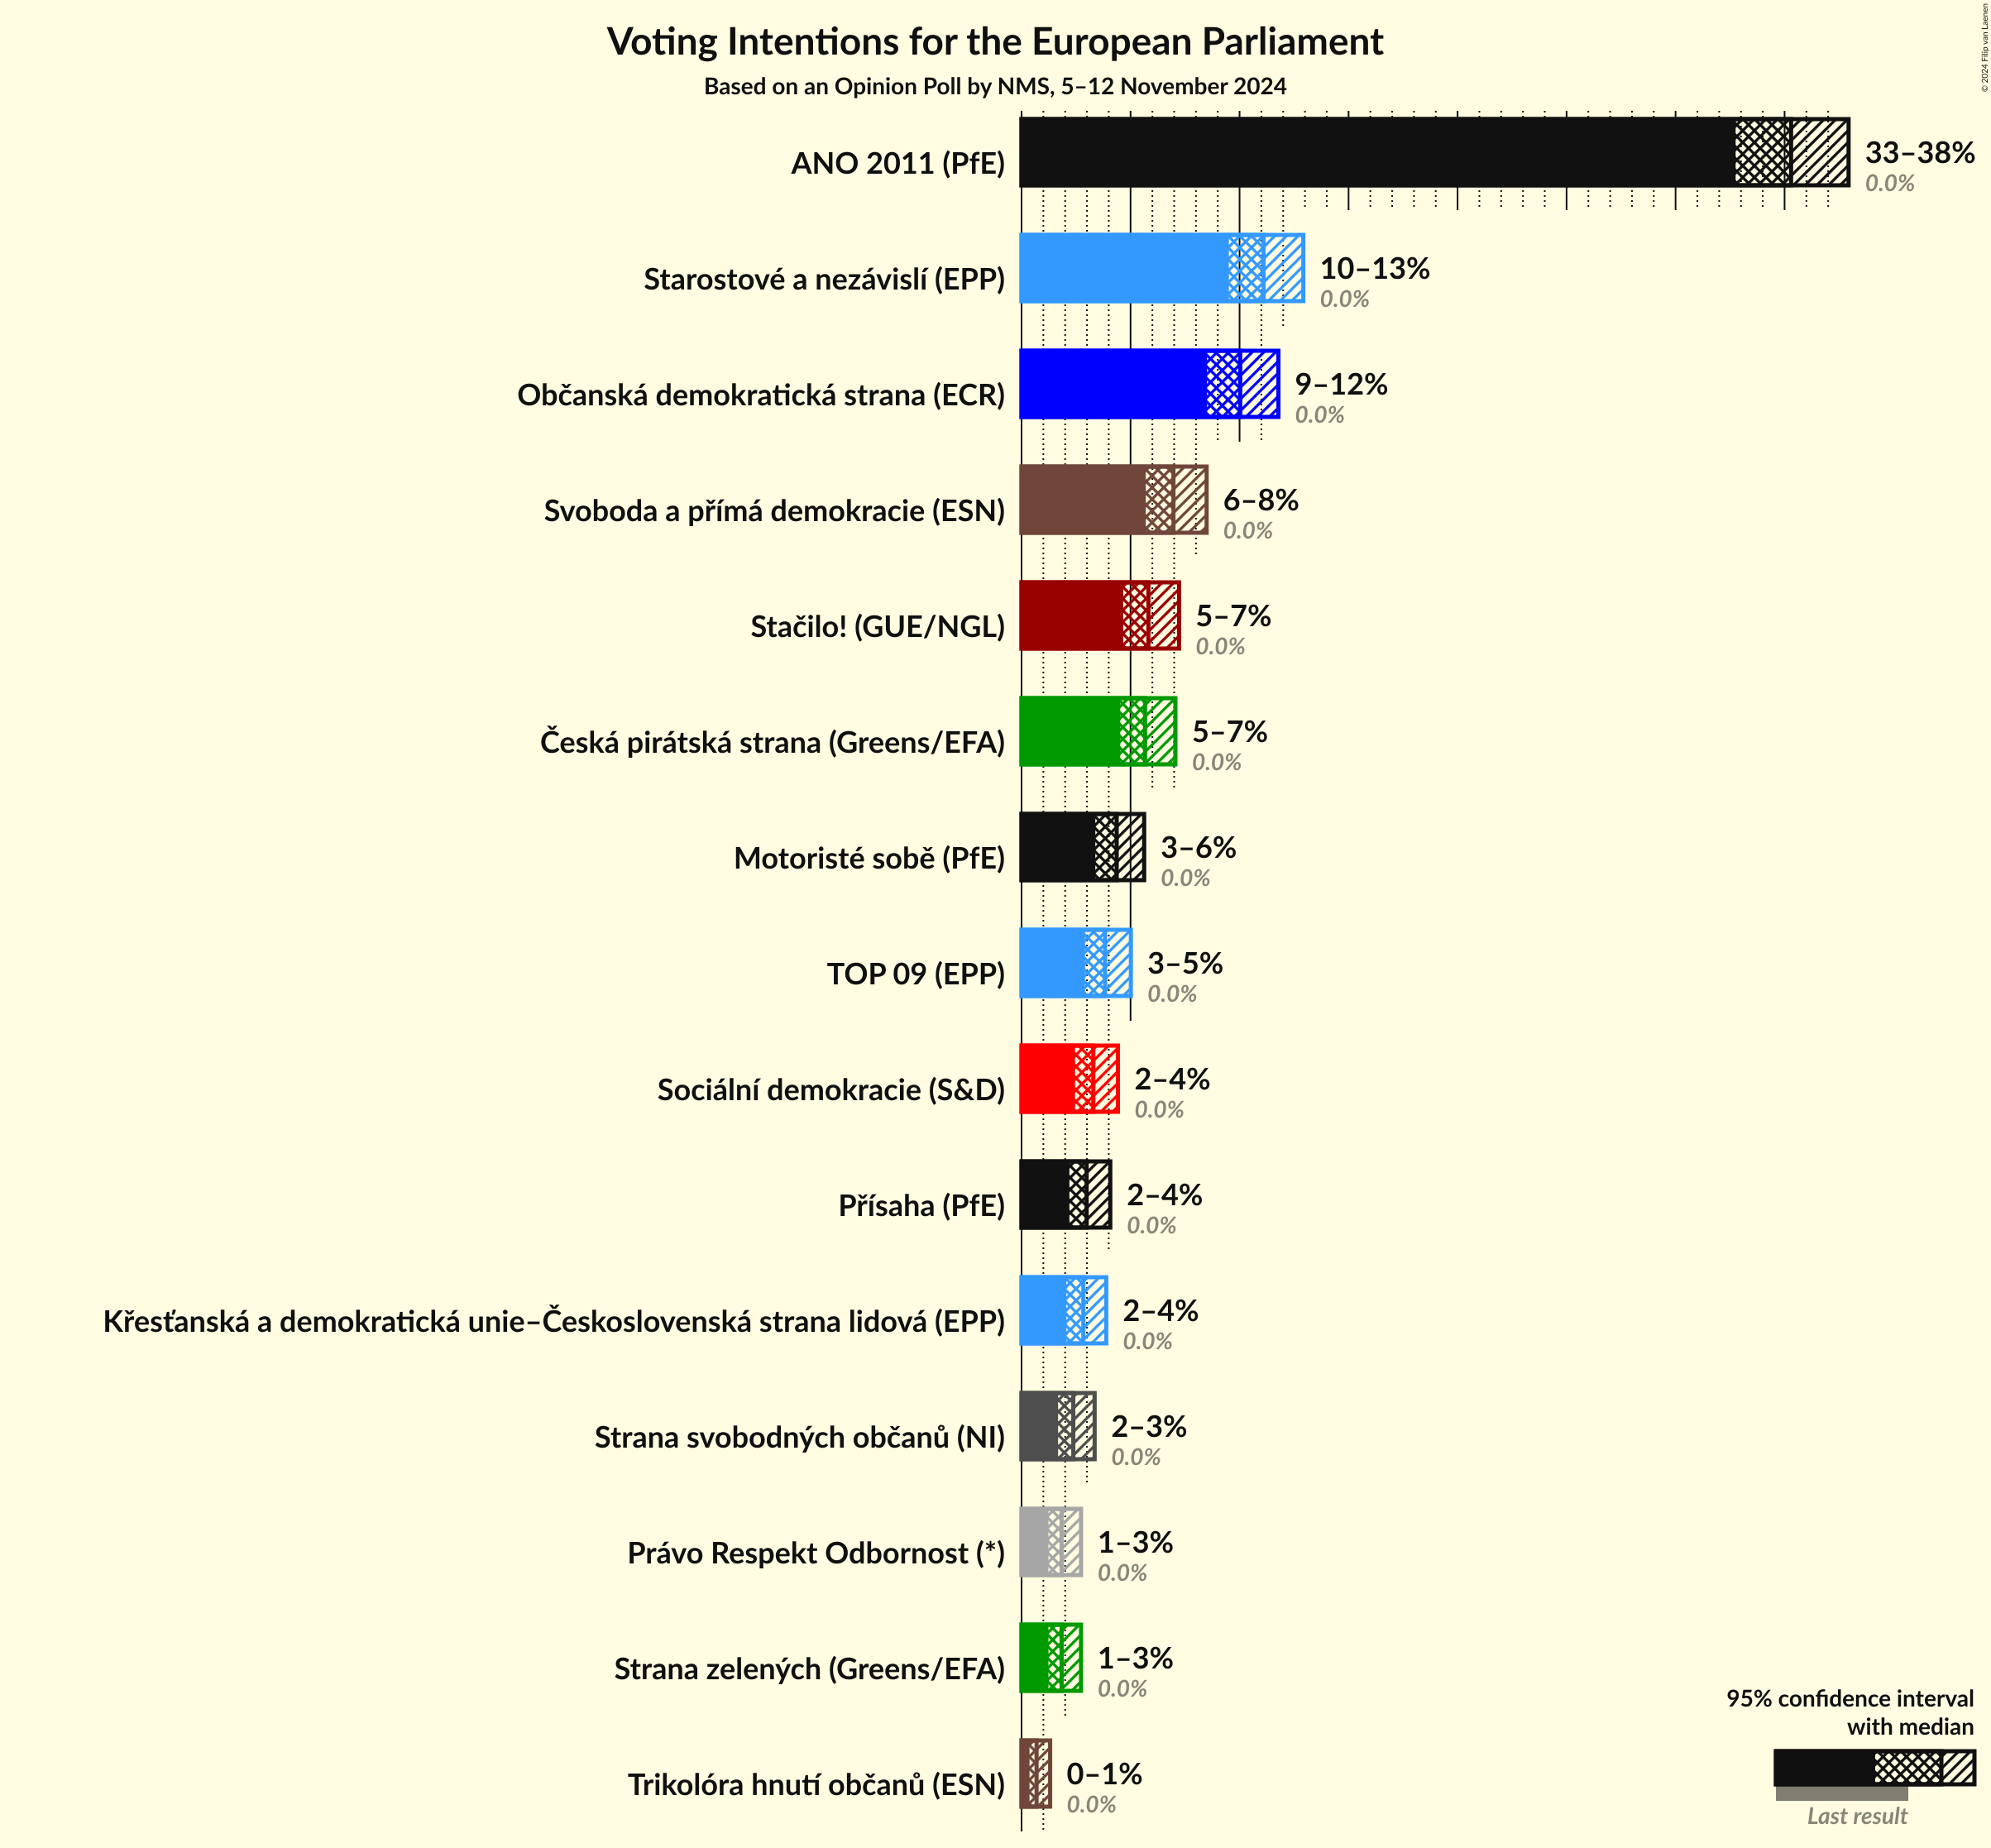 Voting Intentions for the European Parliament
Based on an Opinion Poll by NMS, 5–12 November 2024
© 2024 Filip van Laenen
ANO 2011 (PfE)
33–38%
0.0%
Starostové a nezávislí (EPP)
10–13%
0.0%
Občanská demokratická strana (ECR)
9–12%
0.0%
Svoboda a přímá demokracie (ESN)
6–8%
0.0%
Stačilo! (GUE/NGL)
5–7%
0.0%
Česká pirátská strana (Greens/EFA)
5–7%
0.0%
Motoristé sobě (PfE)
3–6%
0.0%
TOP 09 (EPP)
3–5%
0.0%
Sociální demokracie (S&D)
2–4%
0.0%
Přísaha (PfE)
2–4%
0.0%
Křesťanská a demokratická unie–Československá strana lidová (EPP)
2–4%
0.0%
Strana svobodných občanů (NI)
2–3%
0.0%
Právo Respekt Odbornost (*)
1–3%
0.0%
Strana zelených (Greens/EFA)
1–3%
0.0%
Trikolóra hnutí občanů (ESN)
0–1%
0.0%
95% confidence interval
with median
Last result